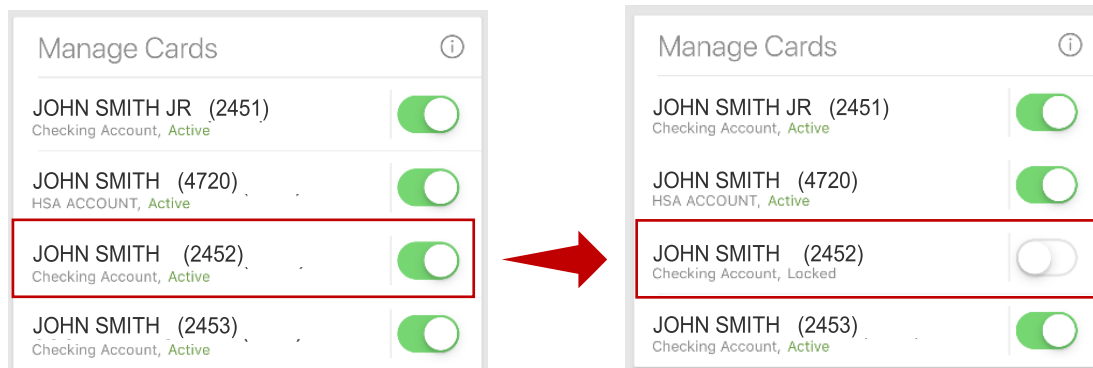 Manage Cards
JOHN SMITH JR (2451)
Checking Account, Active
JOHN SMITH (4720)
HSA ACCOUNT, Active
JOHN SMITH (2452)
Checking Account, Active
JOHN SMITH (2453)
Checking Account, Active
Manage Cards
JOHN SMITH JR (2451)
Checking Account, Active
JOHN SMITH (4720)
HSA ACCOUNT, Active
JOHN SMITH (2452)
Checking Account, Locked
JOHN SMITH (2453)
Checking Account, Active